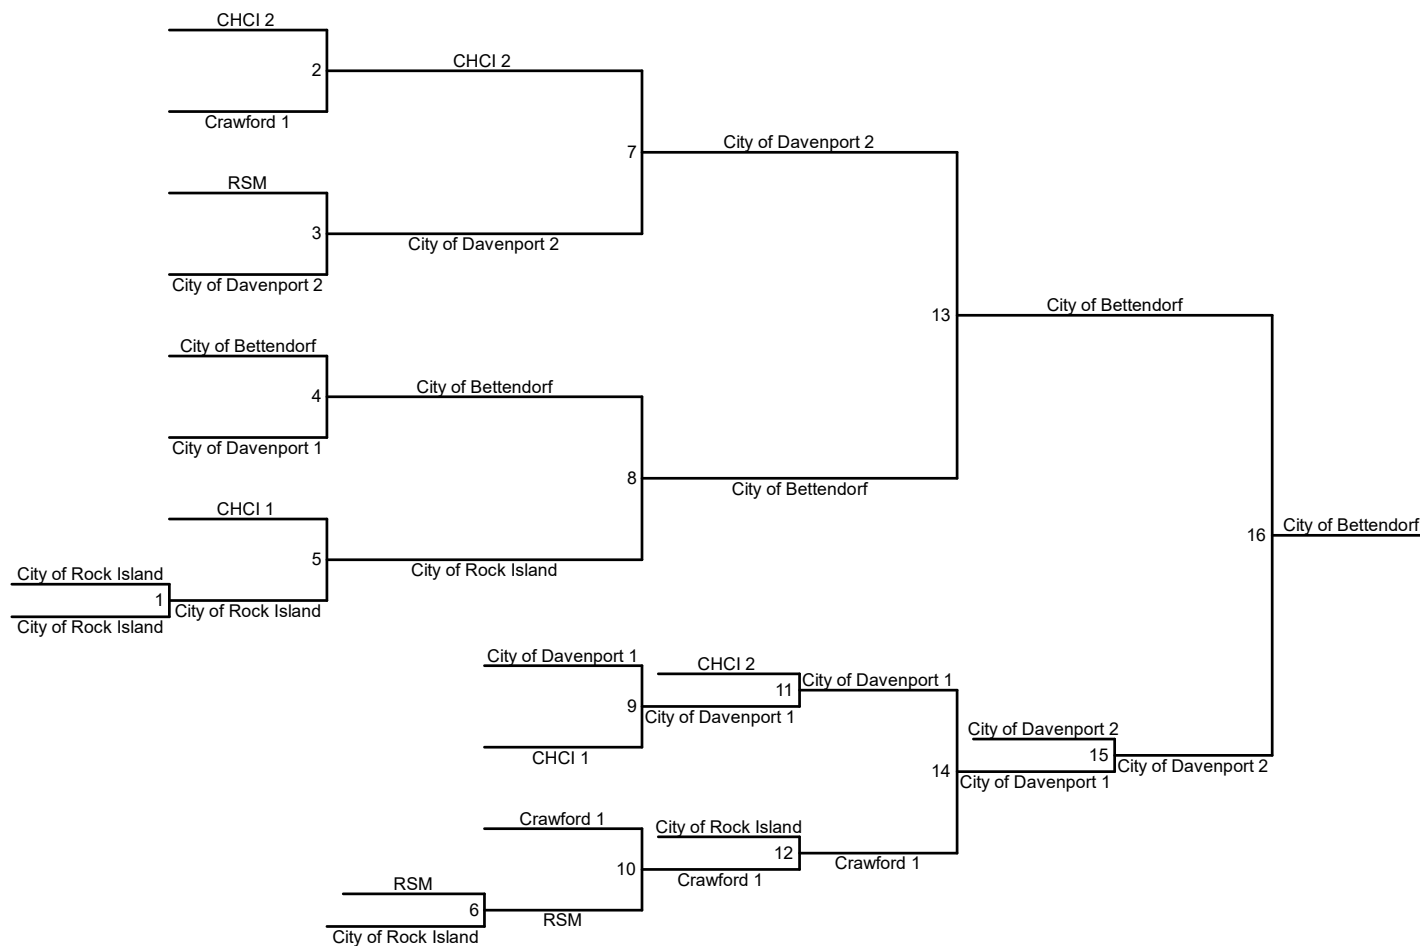 CHCI 2
2
CHCI 2
Crawford 1
7
City of Davenport 2
RSM
3
City of Davenport 2
City of Davenport 2
13
City of Bettendorf
City of Bettendorf
4
City of Bettendorf
City of Davenport 1
8
City of Bettendorf
CHCI 1
5
City of Rock Island
City of Rock Island
1
City of Rock Island
City of Rock Island
16
City of Bettendorf
City of Davenport 1
CHCI 2
9
City of Davenport 1
11
City of Davenport 1
CHCI 1
City of Davenport 2
14
City of Davenport 1
15
City of Davenport 2
Crawford 1
City of Rock Island
10
Crawford 1
12
Crawford 1
RSM
6
RSM
City of Rock Island